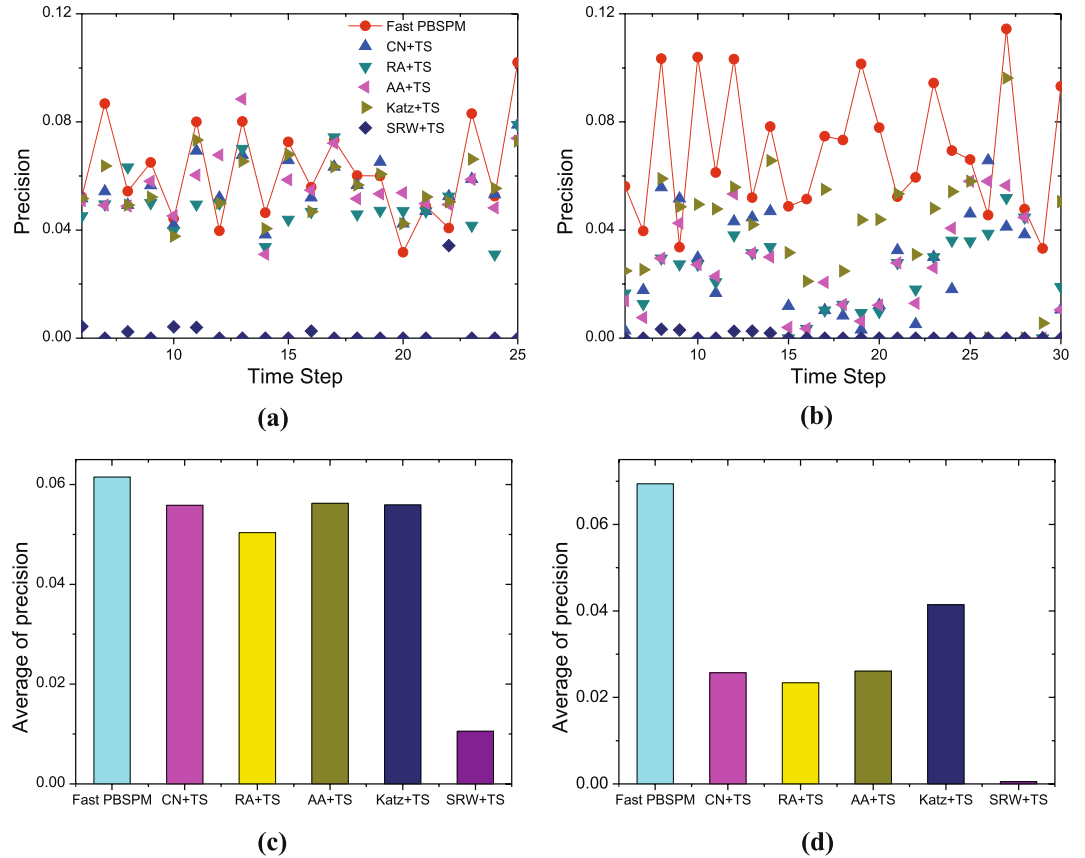 0.12
0.08
0.04
0.00
Precision
10
15
20
25
Time Step
Fast PBSPM
CN+TS
RA+TS
AA+TS
Katz+TS
SRW+TS
(a)
0.12
0.08
0.04
0.00
Precision
10
15
20
25
30
Time Step
(b)
0.06
0.04
0.02
0.00
Average of precision
Fast PBSPM CN+TS RA+TS AA+TS Katz+TS SRW+TS
(c)
0.06
0.04
0.02
0.00
Average of precision
Fast PBSPM CN+TS RA+TS AA+TS Katz+TS SRW+TS
(d)